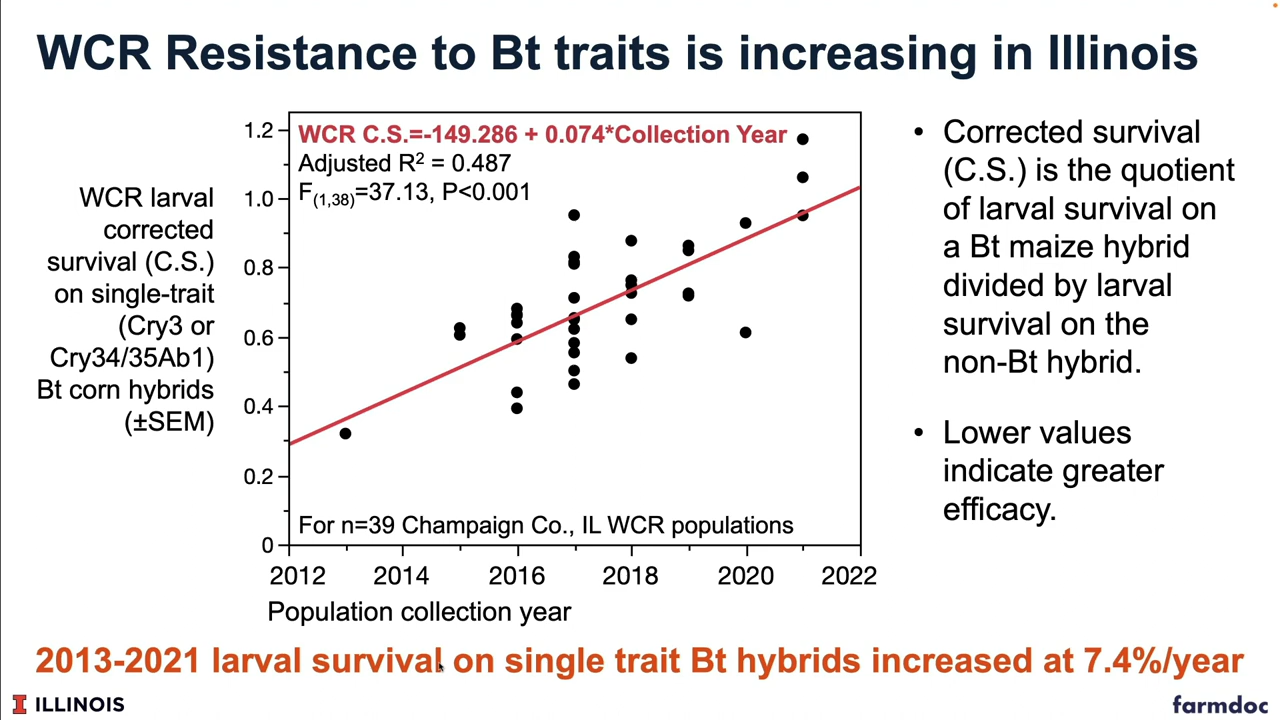 WCR Resistance to Bt traits is increasing in Illinois
WCR larval
corrected
survival (C.S.)
on single-trait
(Cry3 or
Cry34/35Ab1)
Bt corn hybrids
(±SEM)
1.2
1.0
0.8
0.6
0.4
0.2
0
WCR C.S.=-149.286 + 0.074*Collection Year
Adjusted R² = 0.487
F(1,38)=37.13, P<0.001
For n=39 Champaign Co., IL WCR populations
2012 2014 2016 2018 2020 2022
Population collection year
• Corrected survival
(C.S.) is the quotient
of larval survival on
a Bt maize hybrid
divided by larval
survival on the
non-Bt hybrid.
• Lower values
indicate greater
efficacy.
2013-2021 larval survival on single trait Bt hybrids increased at 7.4%/year
I ILLINOIS
farmdoc